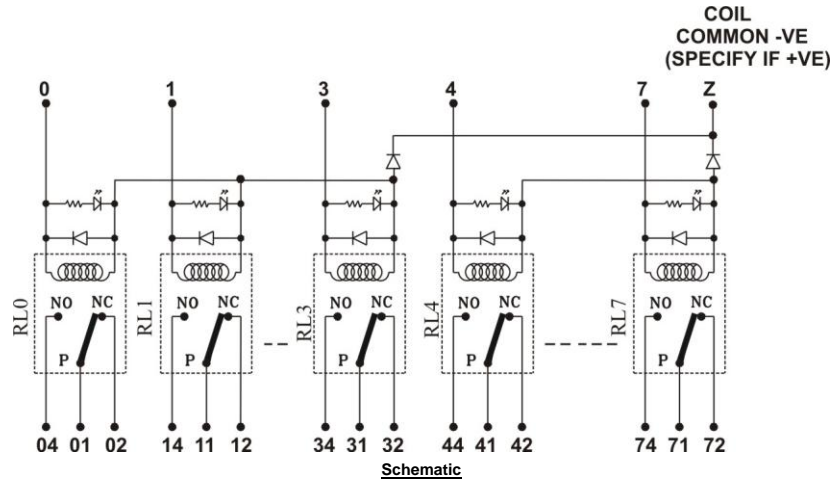 COIL
COMMON -VE
(SPECIFY IF +VE)
0 1 3 4 7 Z
RL0 NO NC P
RL1 NO NC P
RL3 NO NC P
RL4 NO NC P
RL7 NO NC P
04 01 02 14 11 12 34 31 32 44 41 42 74 71 72
Schematic